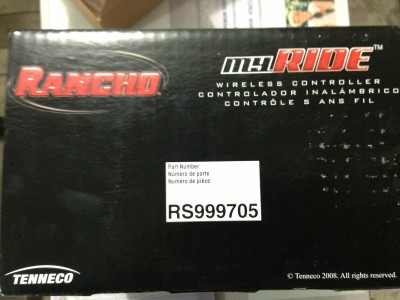 RANCHO
myRIDE™
WIRELESS CONTROLLER
CONTROLADOR INALÁMBRICO
CONTRÔLE S ANS FIL
Part Number
Número de parte
Numéro de pièce
RS999705
TENNECO
© Tenneco 2008. All rights reserved.